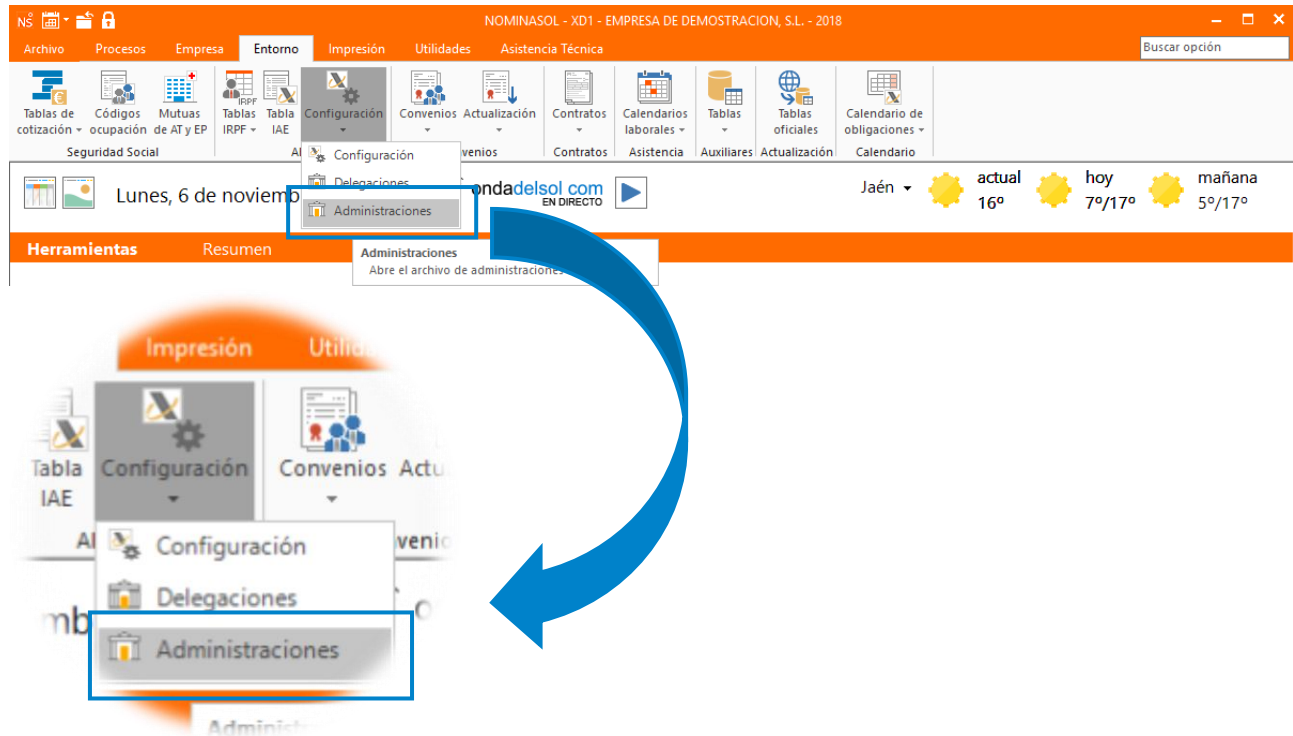 NS
NOMINASOL - XD1 - EMPRESA DE DEMOSTRACION, S.L. - 2018
Archivo Procesos Empresa Entorno Impresión Utilidades Asistencia Técnica Buscar opción
IRPF
Tablas de Códigos Mutuas Tablas Tabla Configuración Convenios Actualización Contratos Calendarios Tablas Tablas Calendario de
cotización ocupación de AT y EP IRPF IAE laborales oficiales obligaciones
Seguridad Social Contratos Asistencia Auxiliares Actualización Calendario
Configuración
Delegaciones
Administraciones
Lunes, 6 de noviemb
ondadelsol com
EN DIRECTO
Jaén actual hoy mañana
16º 7º/17º 5º/17º
Herramientas Resumen
Administraciones
Abre el archivo de administraciones
Impresión
Tabla Configuración Convenios Actu
IAE
Configuración
Delegaciones
Administraciones